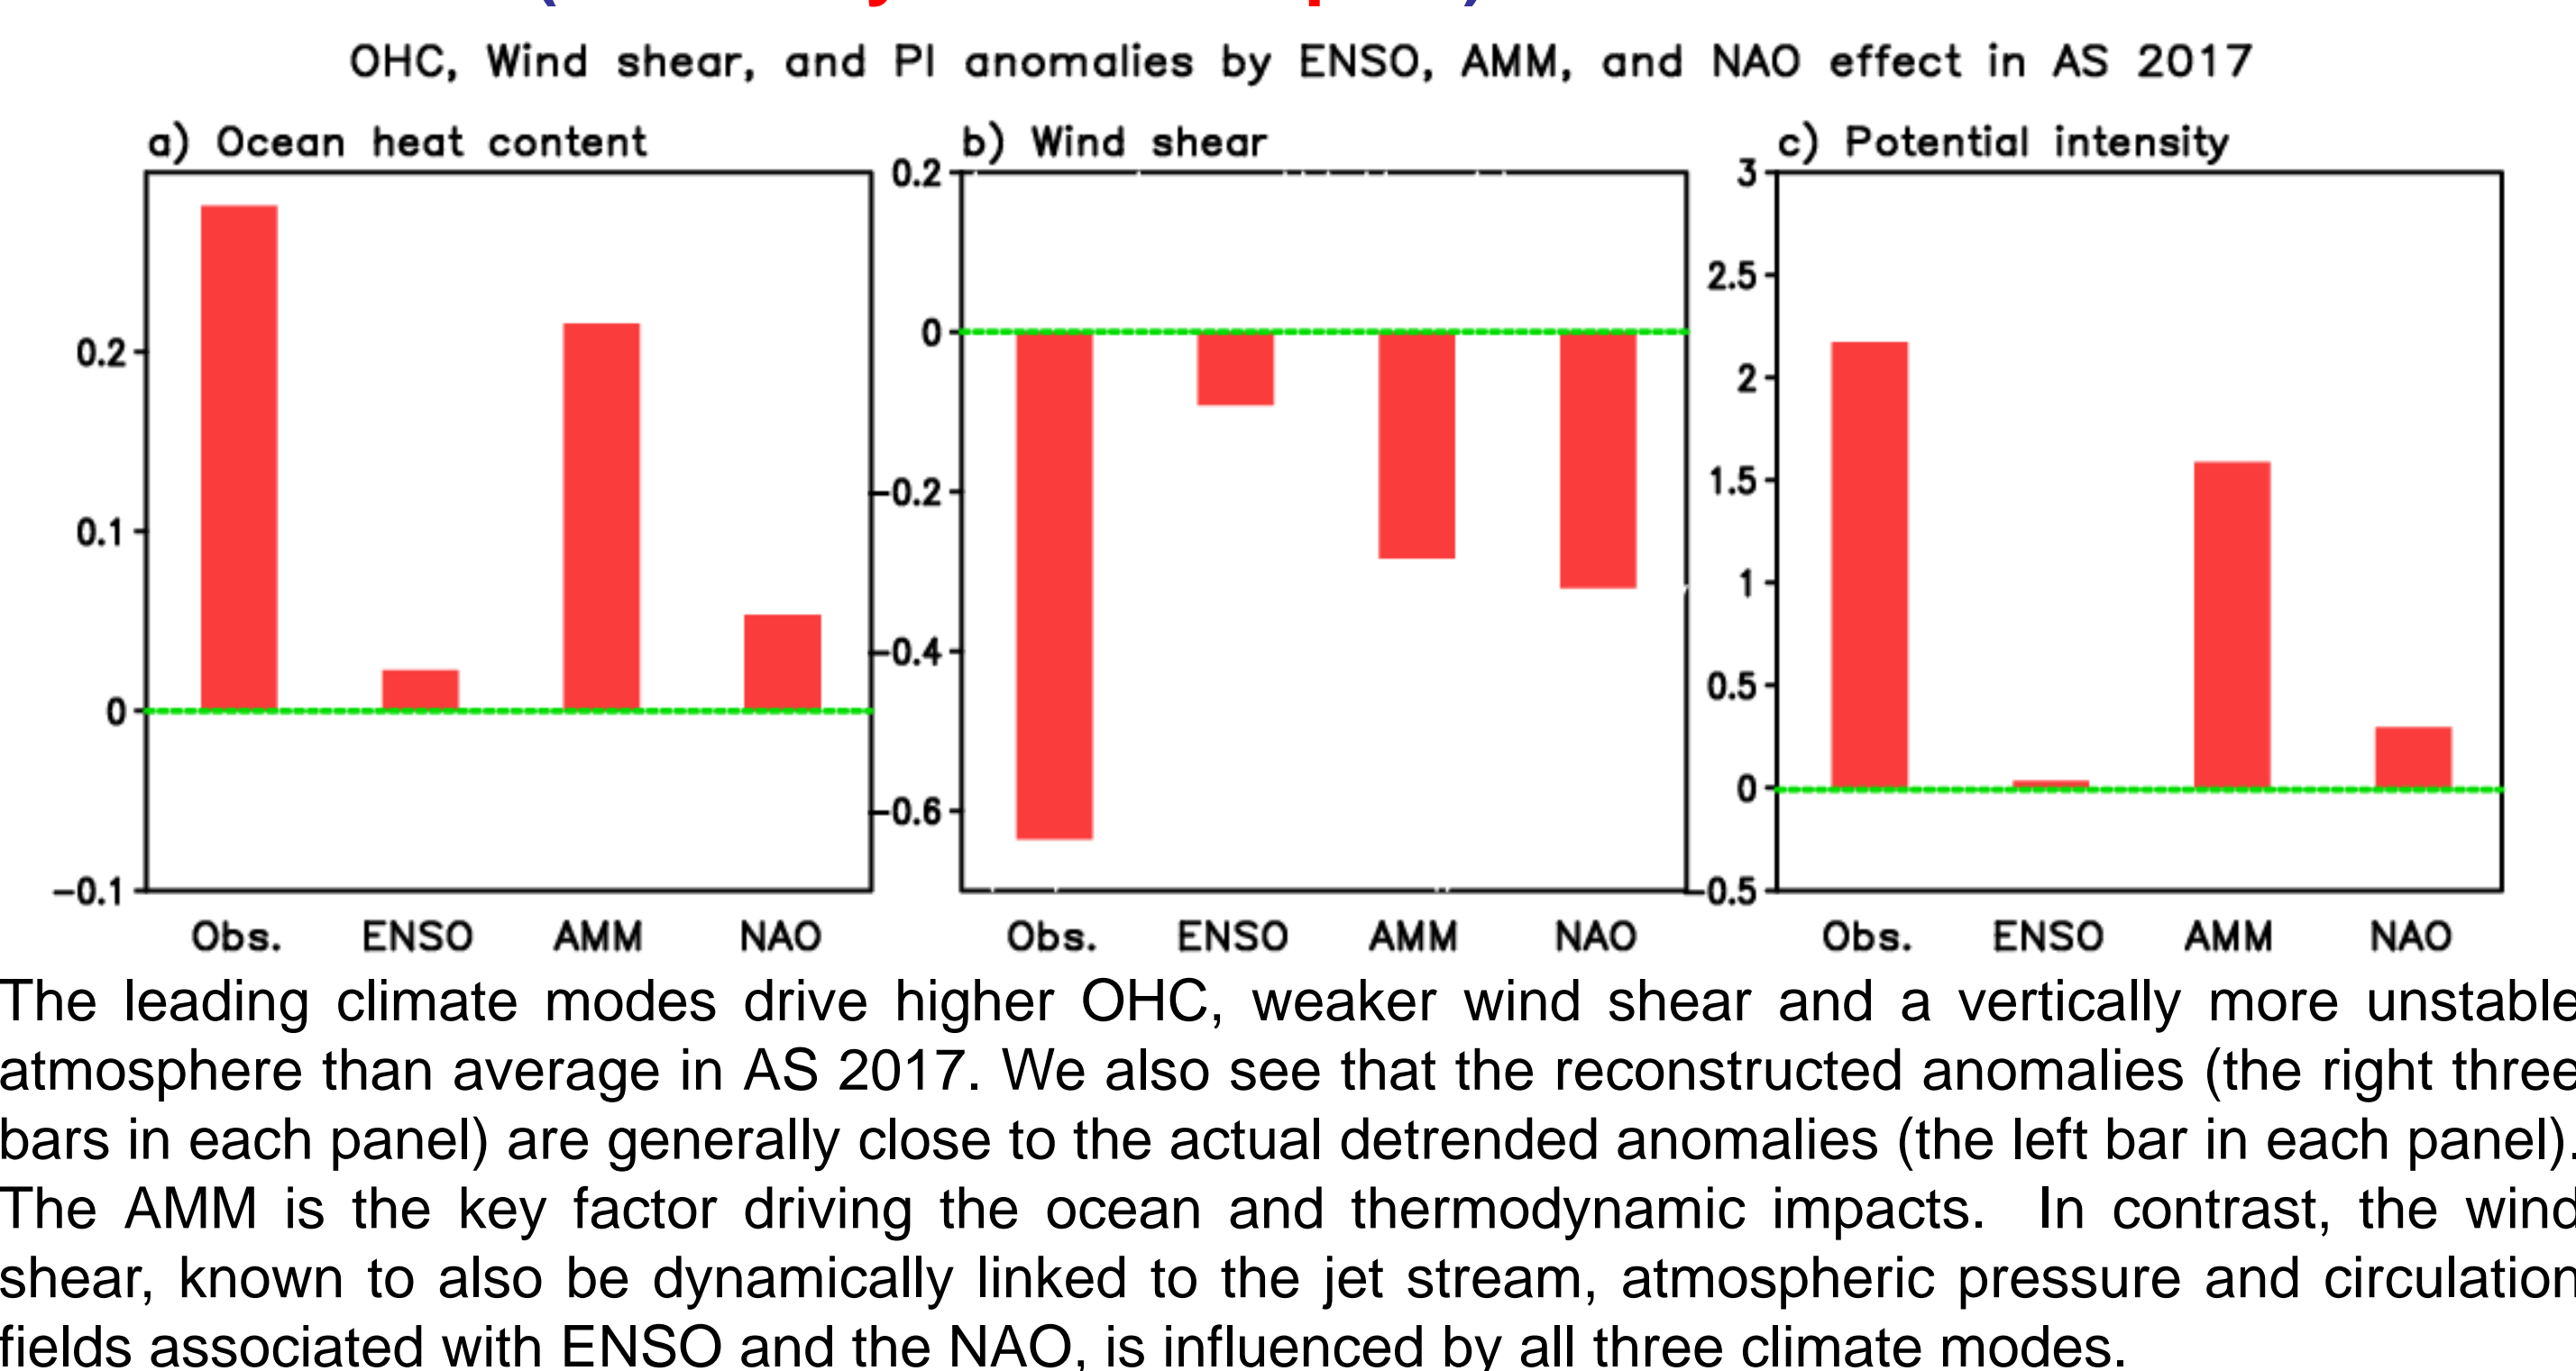 OHC, Wind shear, and PI anomalies by ENSO, AMM, and NAO effect in AS 2017
a) Ocean heat content
0.2
0.1
0
-0.1
Obs. ENSO AMM NAO
b) Wind shear
0.2
0
-0.2
-0.4
-0.6
Obs. ENSO AMM NAO
c) Potential intensity
3
2.5
2
1.5
1
0.5
0
-0.5
Obs. ENSO AMM NAO
The leading climate modes drive higher OHC, weaker wind shear and a vertically more unstable
atmosphere than average in AS 2017. We also see that the reconstructed anomalies (the right three
bars in each panel) are generally close to the actual detrended anomalies (the left bar in each panel).
The AMM is the key factor driving the ocean and thermodynamic impacts. In contrast, the wind
shear, known to also be dynamically linked to the jet stream, atmospheric pressure and circulation
fields associated with ENSO and the NAO, is influenced by all three climate modes.